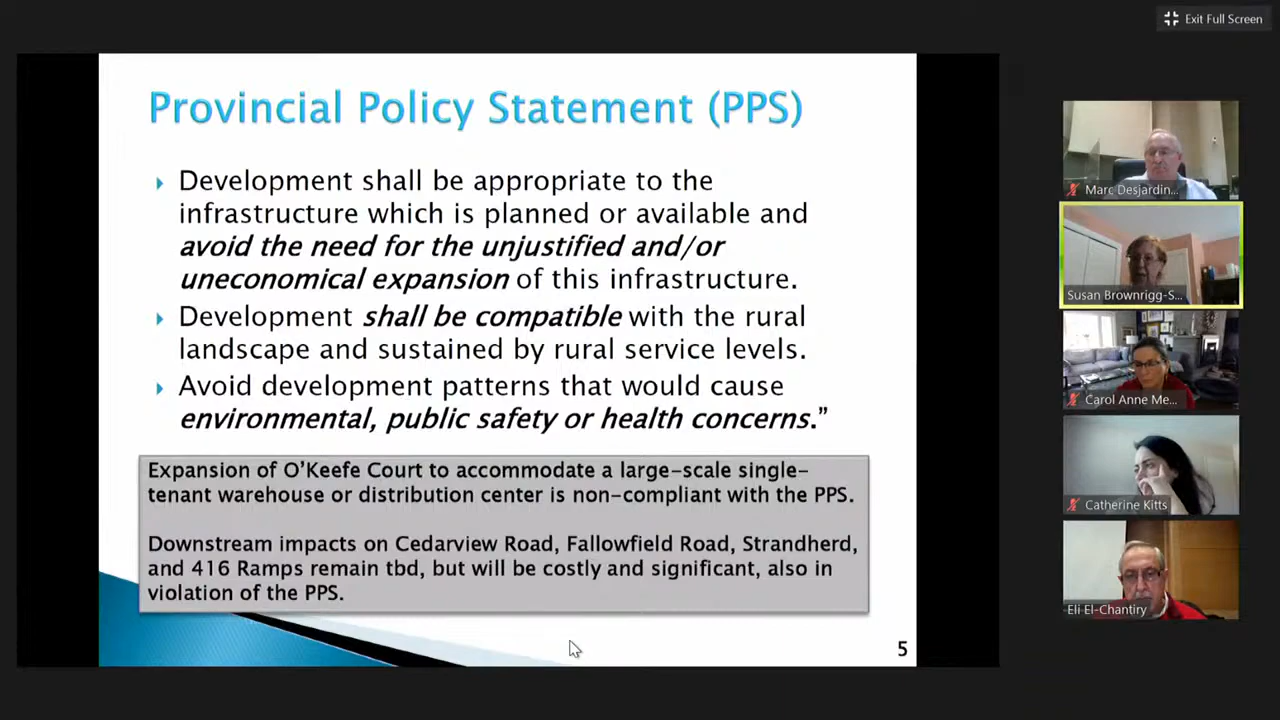 Exit Full Screen
Provincial Policy Statement (PPS)
Development shall be appropriate to the
infrastructure which is planned or available and
avoid the need for the unjustified and/or
uneconomical expansion of this infrastructure.
Development shall be compatible with the rural
landscape and sustained by rural service levels.
Avoid development patterns that would cause
environmental, public safety or health concerns.”
Expansion of O’Keefe Court to accommodate a large-scale single-
tenant warehouse or distribution center is non-compliant with the PPS.
Downstream impacts on Cedarview Road, Fallowfield Road, Strandherd,
and 416 Ramps remain tbd, but will be costly and significant, also in
violation of the PPS.
5
Marc Desjardin...
Susan Brownrigg-S...
Carol Anne Me...
Catherine Kitts
Eli El-Chantiry